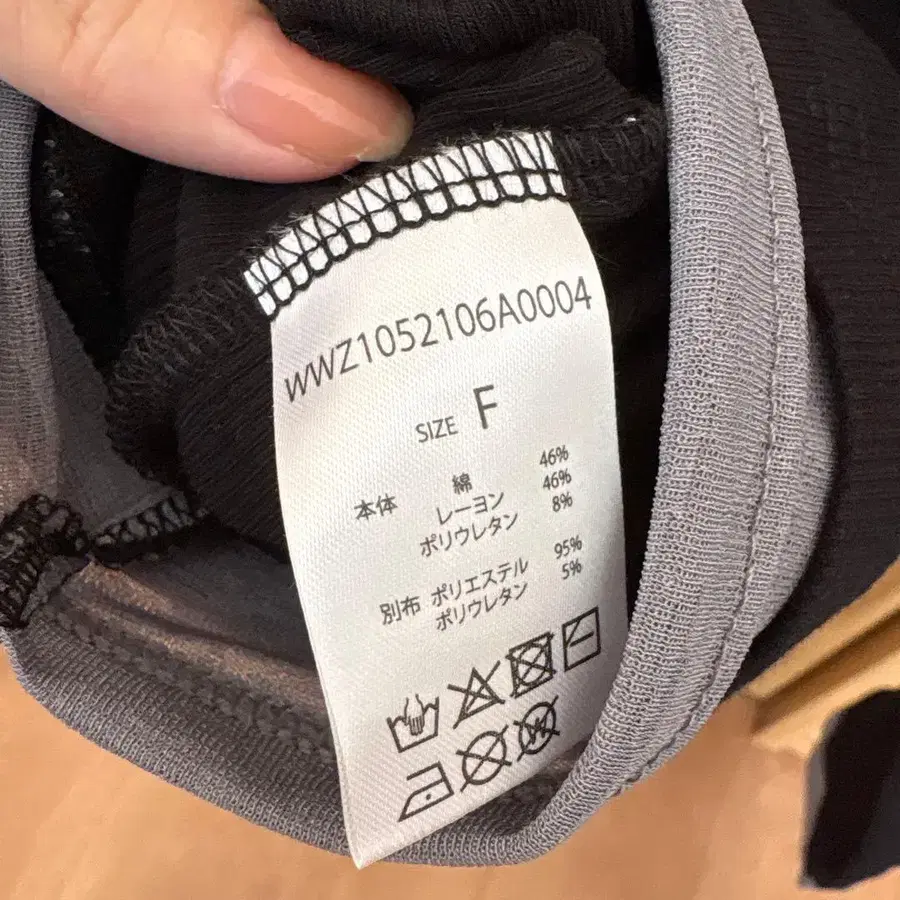 WWZ1052106A0004
SIZE F
本体 綿 46%
レーヨン 46%
ポリウレタン 8%
別布 ポリエステル 95%
ポリウレタン 5%
W